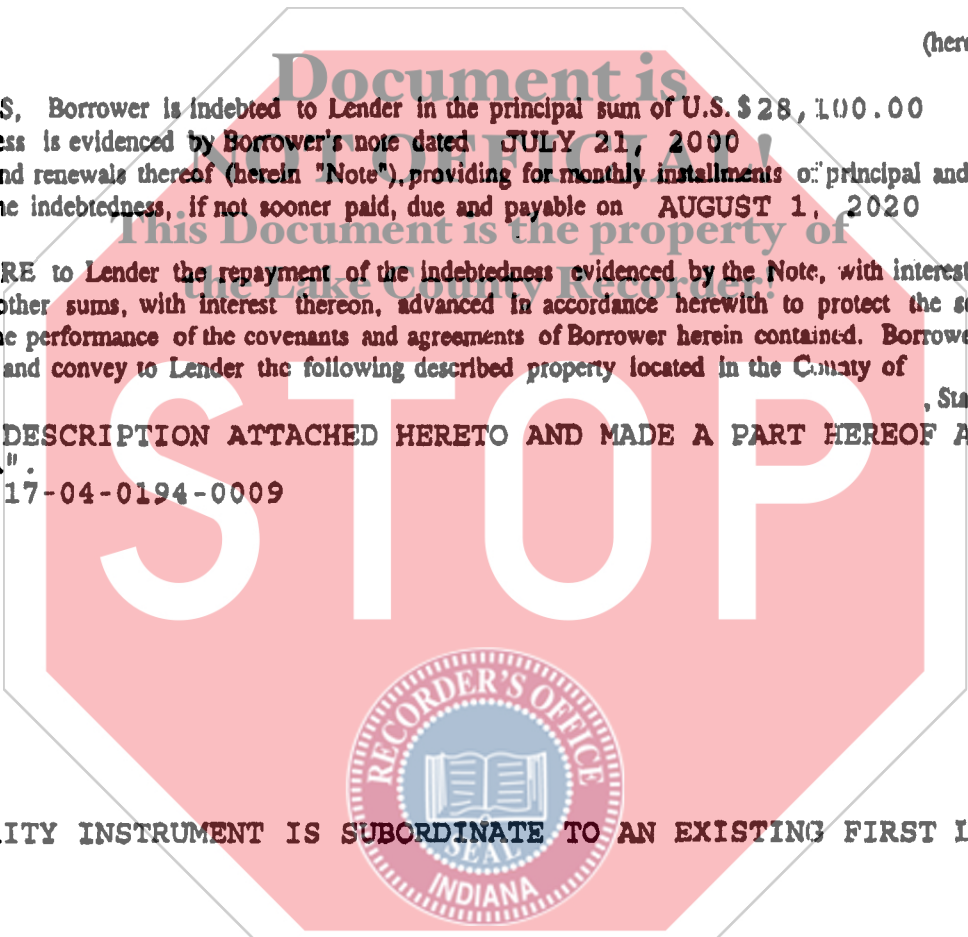 (here
Document is
S, Borrower is indebted to Lender in the principal sum of U.S. $ 28,100.00
ess is evidenced by Borrower's note dated JULY 21, 2000
NOT OFFICIAL!
nd renewals thereof (herein "Note"), providing for monthly installments of principal and
ne indebtedness, if not sooner paid, due and payable on AUGUST 1, 2020
This Document is the property of
RE to Lender the repayment of the indebtedness evidenced by the Note, with interest
the Lake County Recorder!
other sums, with interest thereon, advanced in accordance herewith to protect the se
ne performance of the covenants and agreements of Borrower herein contained. Borrowe
and convey to Lender the following described property located in the County of
, Sta
DESCRIPTION ATTACHED HERETO AND MADE A PART HEREOF A
".
17-04-0194-0009
STOP
RECORDER'S OFFICE
ITY INSTRUMENT IS SUBORDINATE TO AN EXISTING FIRST L
SEAL
INDIANA